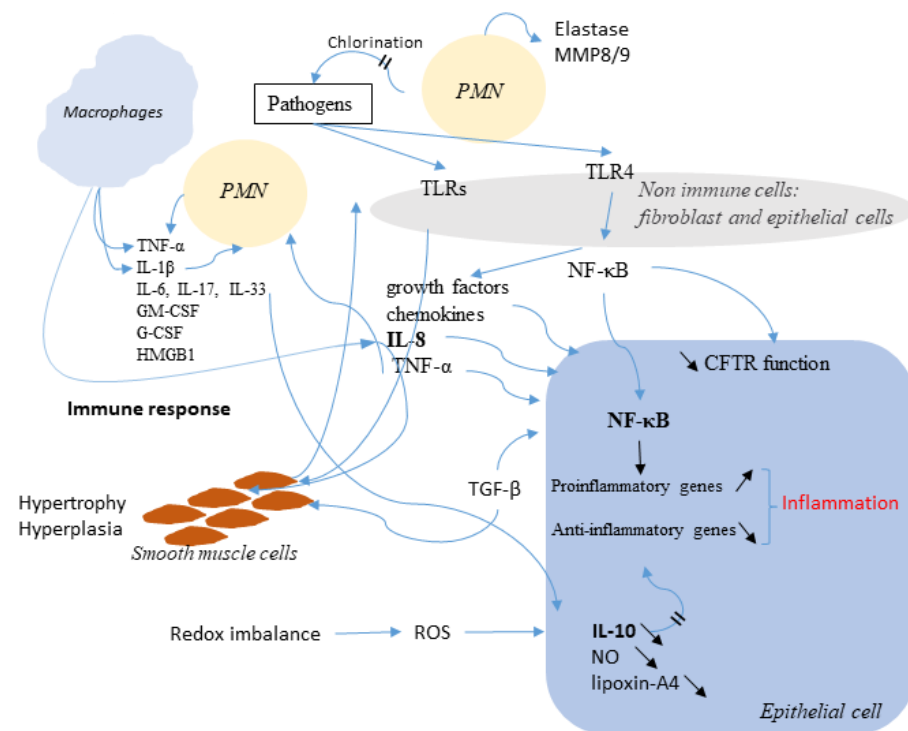 Elastase
MMP8/9
Chlorination
PMN
Macrophages
Pathogens
PMN
TLRs
TLR4
Non immune cells:
fibroblast and epithelial cells
TNF-α
IL-1β
IL-6, IL-17, IL-33
GM-CSF
G-CSF
HMGB1
NF-κB
growth factors
chemokines
IL-8
TNF-α
CFTR function
Immune response
NF-κB
TGF-β
Proinflammatory genes
Inflammation
Anti-inflammatory genes
Hypertrophy
Hyperplasia
Smooth muscle cells
Redox imbalance
ROS
IL-10
NO
lipoxin-A4
Epithelial cell